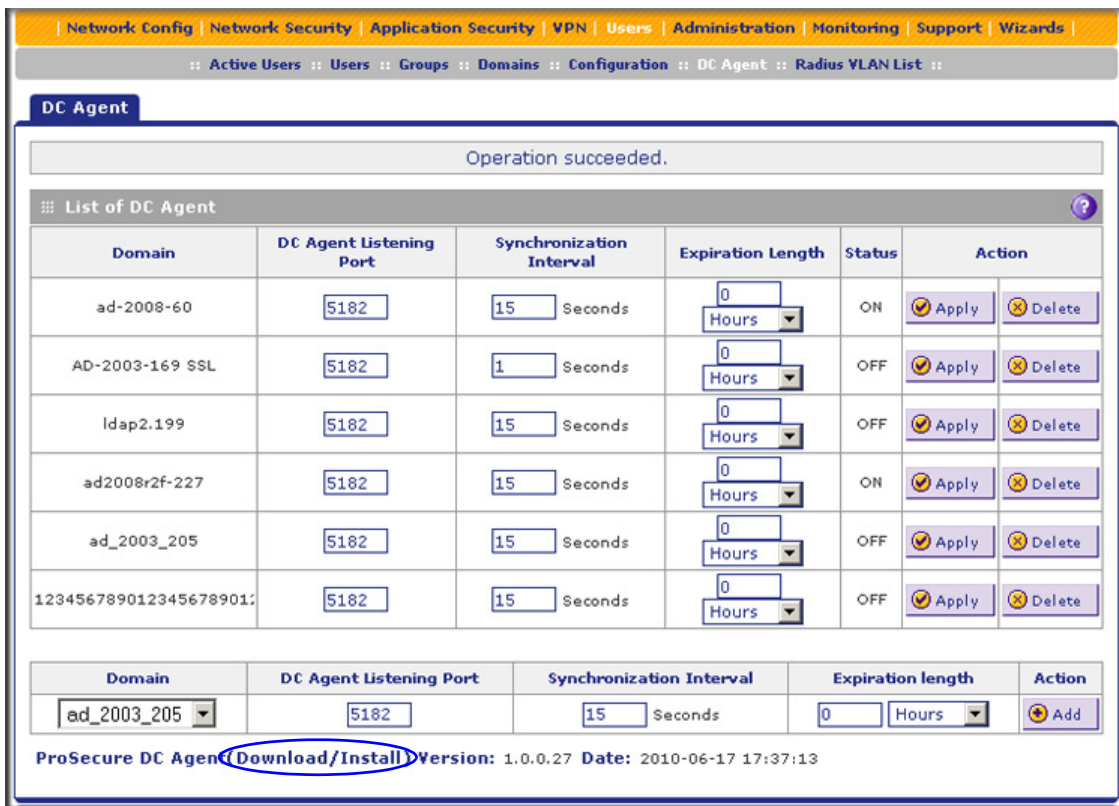 | Network Config | Network Security | Application Security | VPN | Users | Administration | Monitoring | Support | Wizards |
:: Active Users :: Users :: Groups :: Domains :: Configuration :: DC Agent :: Radius VLAN List ::
DC Agent
Operation succeeded.
List of DC Agent ?
Domain DC Agent Listening Port Synchronization Interval Expiration Length Status Action
ad-2008-60 5182 15 Seconds 0 Hours ON Apply Delete
AD-2003-169 SSL 5182 1 Seconds 0 Hours OFF Apply Delete
ldap2.199 5182 15 Seconds 0 Hours OFF Apply Delete
ad2008r2f-227 5182 15 Seconds 0 Hours ON Apply Delete
ad_2003_205 5182 15 Seconds 0 Hours OFF Apply Delete
1234567890123456789012 5182 15 Seconds 0 Hours OFF Apply Delete
Domain DC Agent Listening Port Synchronization Interval Expiration length Action
ad_2003_205 5182 15 Seconds 0 Hours Add
ProSecure DC Agent (Download/Install) Version: 1.0.0.27 Date: 2010-06-17 17:37:13